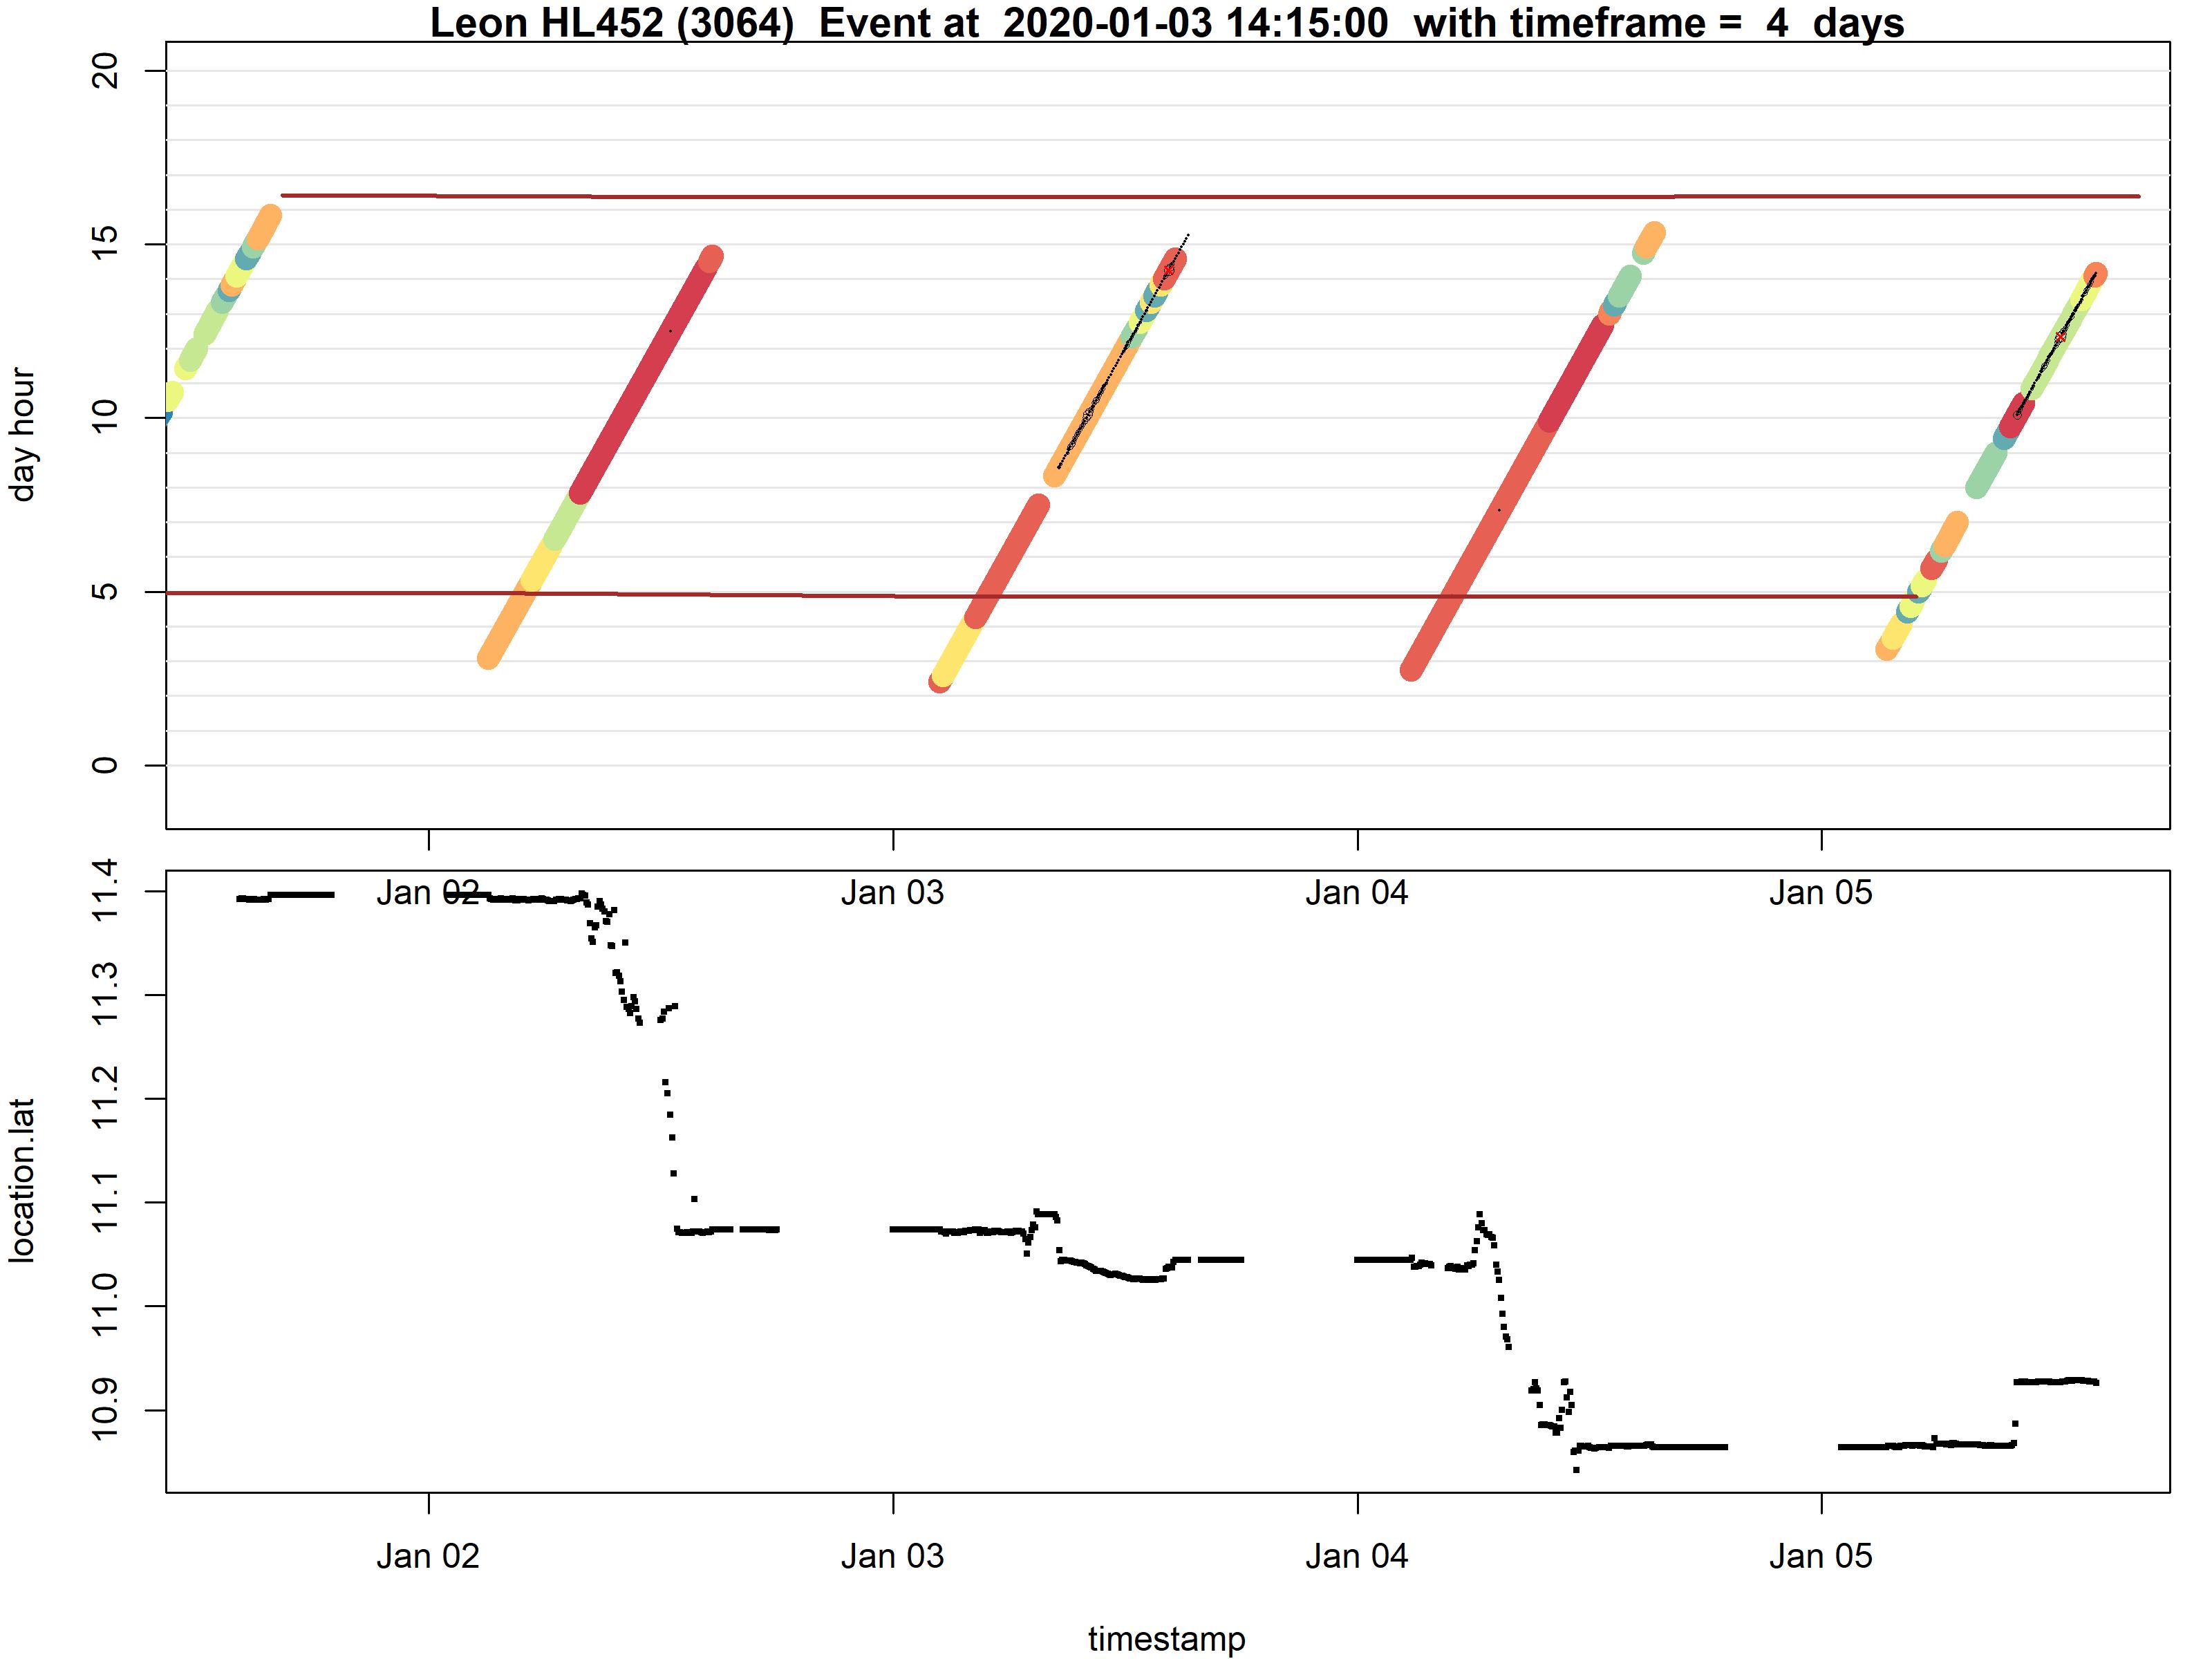 Leon HL452 (3064)  Event at  2020-01-03 14:15:00  with timeframe =  4  days
20
15
10
5
0
day hour
Jan 02 Jan 03 Jan 04 Jan 05
11.4
11.3
11.2
11.1
11.0
10.9
location.lat
Jan 02 Jan 03 Jan 04 Jan 05
timestamp